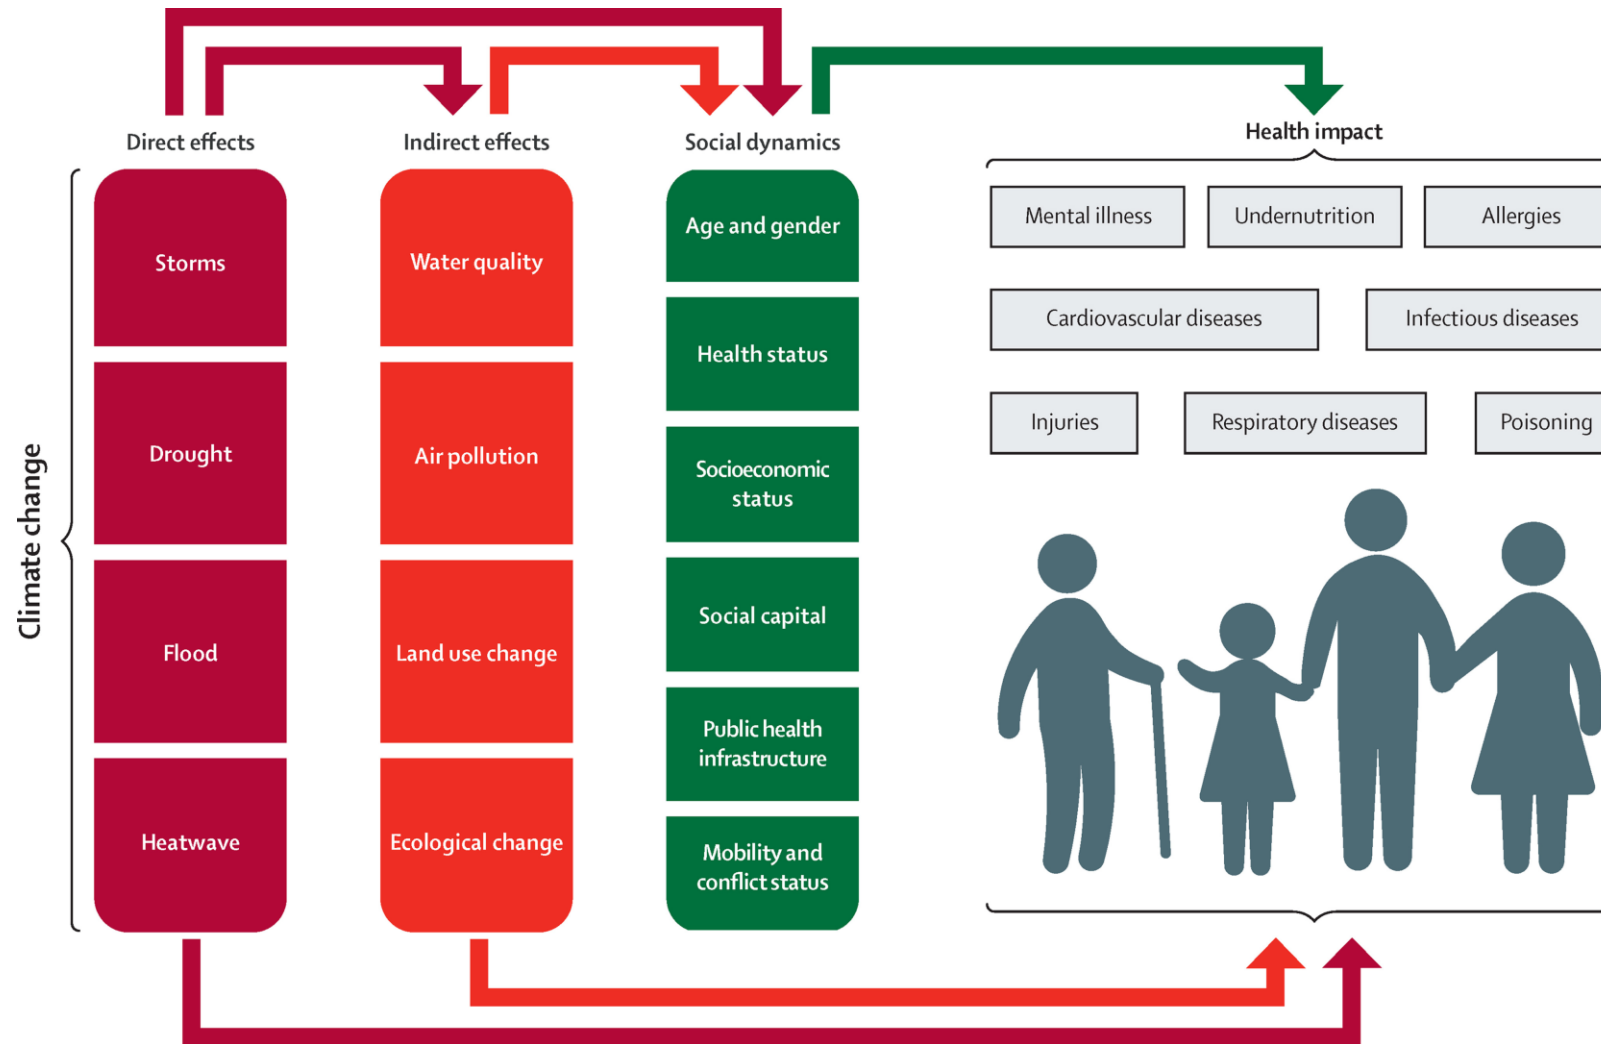 Direct effects
Indirect effects
Social dynamics
Health impact
Climate change
Storms
Drought
Flood
Heatwave
Water quality
Air pollution
Land use change
Ecological change
Age and gender
Health status
Socioeconomic
status
Social capital
Public health
infrastructure
Mobility and
conflict status
Mental illness
Undernutrition
Allergies
Cardiovascular diseases
Infectious diseases
Injuries
Respiratory diseases
Poisoning